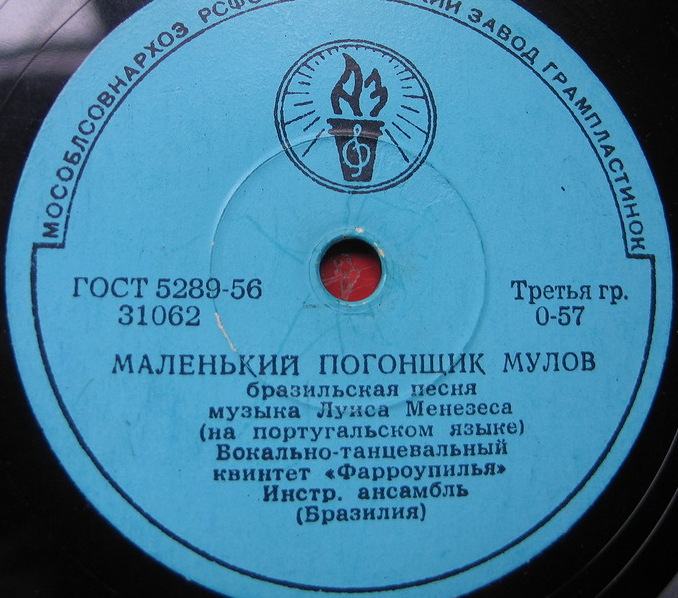 МОСОБЛСОВНАРХОЗ РСФ ЗАВОД ГРАМПЛАСТИНОК
АЗ
ГОСТ 5289-56
31062
Третья гр.
0-57
МАЛЕНЬКИЙ ПОГОНЩИК МУЛОВ
бразильская песня
музыка Луиса Менезеса
(на португальском языке)
Вокально-танцевальный
квинтет «Фарроупилья»
Инстр. ансамбль
(Бразилия)